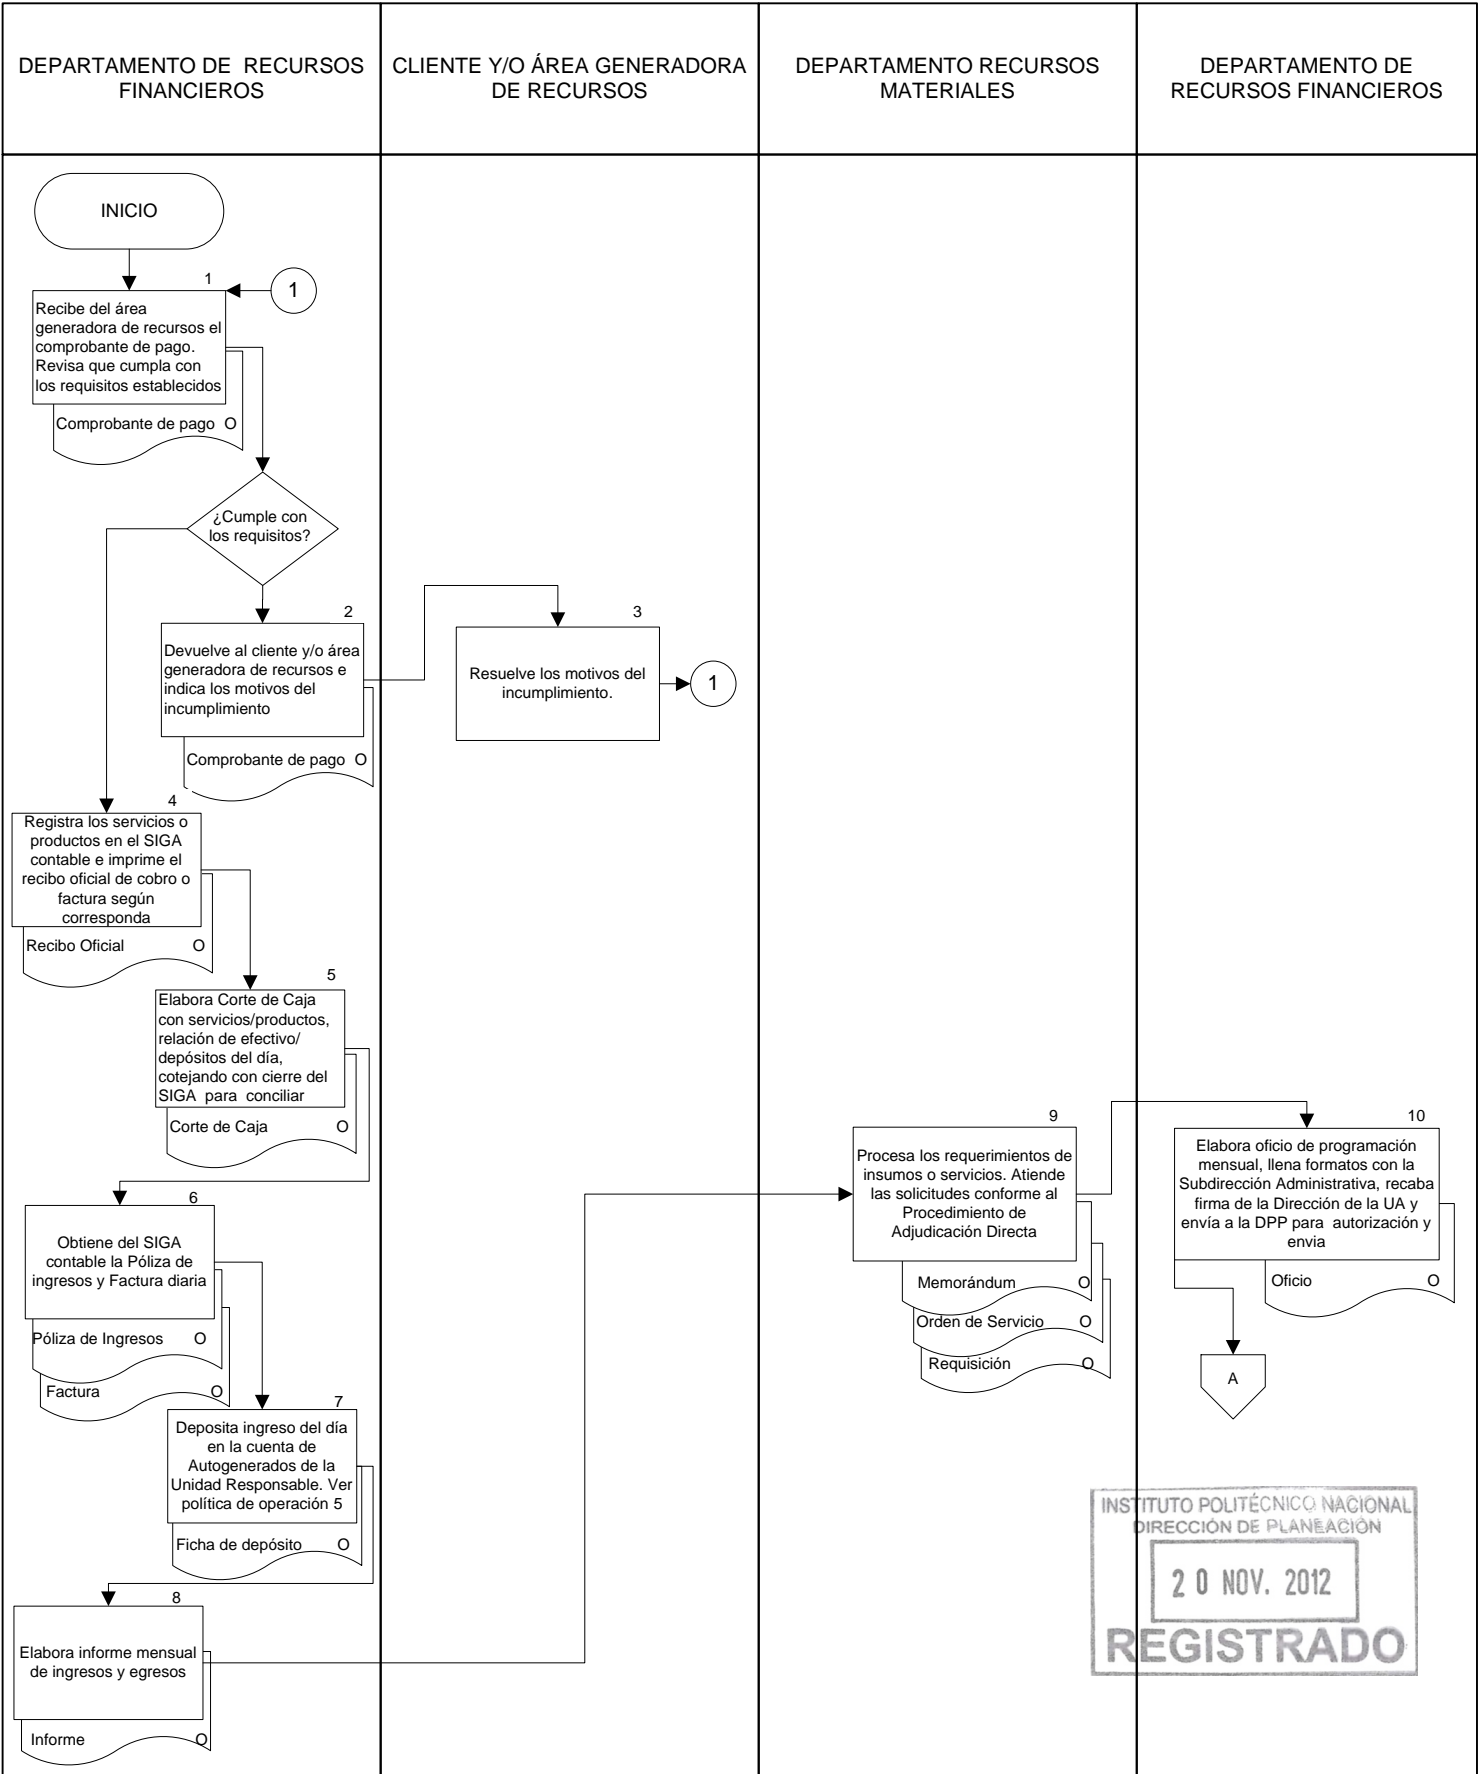 DEPARTAMENTO DE RECURSOS
FINANCIEROS
CLIENTE Y/O ÁREA GENERADORA
DE RECURSOS
DEPARTAMENTO RECURSOS
MATERIALES
DEPARTAMENTO DE
RECURSOS FINANCIEROS
INICIO
1
1
Recibe del área
generadora de recursos el
comprobante de pago.
Revisa que cumpla con
los requisitos establecidos
Comprobante de pago O
¿Cumple con
los requisitos?
2
Devuelve al cliente y/o área
generadora de recursos e
indica los motivos del
incumplimiento
Comprobante de pago O
3
Resuelve los motivos del
incumplimiento.
1
4
Registra los servicios o
productos en el SIGA
contable e imprime el
recibo oficial de cobro o
factura según
corresponda
Recibo Oficial O
5
Elabora Corte de Caja
con servicios/productos,
relación de efectivo/
depósitos del día,
cotejando con cierre del
SIGA para conciliar
Corte de Caja O
6
Obtiene del SIGA
contable la Póliza de
ingresos y Factura diaria
Póliza de Ingresos O
Factura O
7
Deposita ingreso del día
en la cuenta de
Autogenerados de la
Unidad Responsable. Ver
política de operación 5
Ficha de depósito O
8
Elabora informe mensual
de ingresos y egresos
Informe O
9
Procesa los requerimientos de
insumos o servicios. Atiende
las solicitudes conforme al
Procedimiento de
Adjudicación Directa
Memorándum O
Orden de Servicio O
Requisición O
10
Elabora oficio de programación
mensual, llena formatos con la
Subdirección Administrativa, recaba
firma de la Dirección de la UA y
envía a la DPP para autorización y
envia
Oficio O
A
INSTITUTO POLITÉCNICO NACIONAL
DIRECCIÓN DE PLANEACIÓN
20 NOV. 2012
REGISTRADO